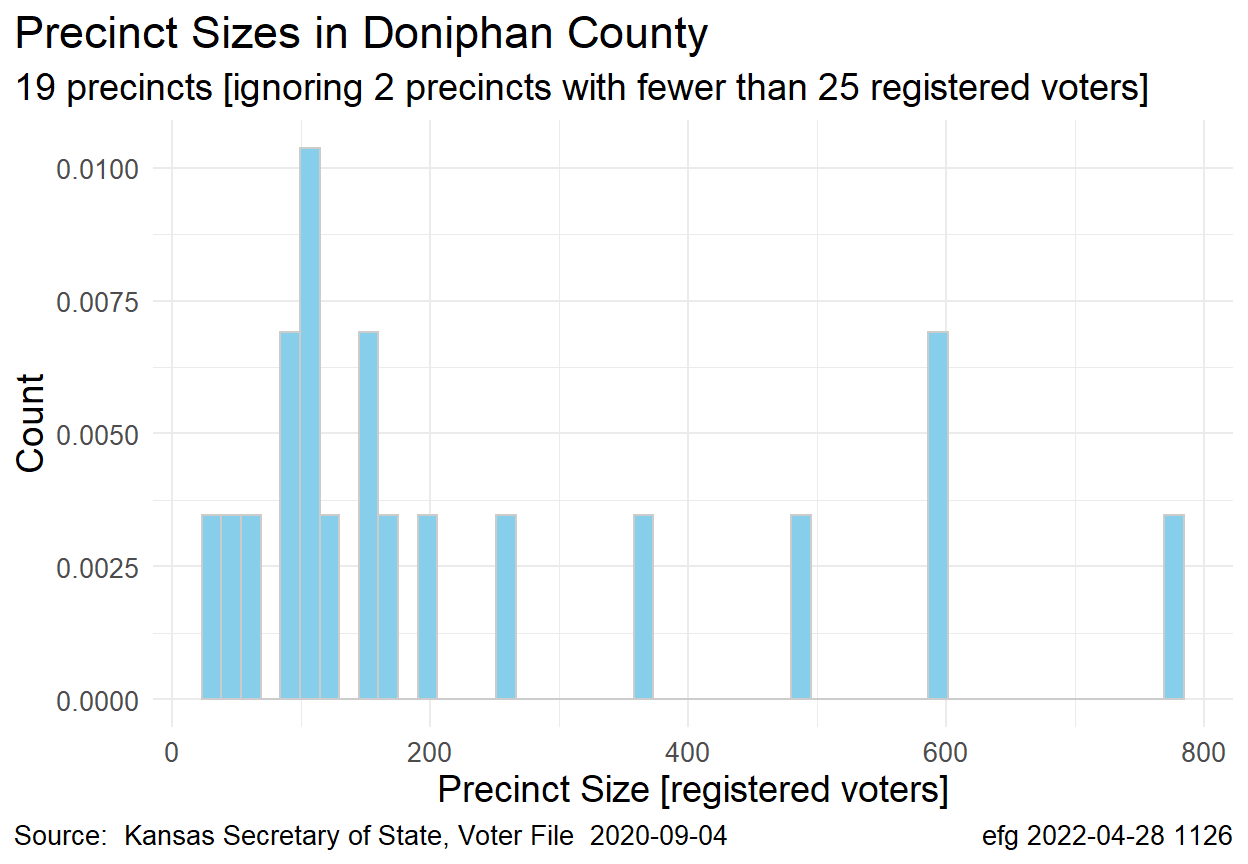 Precinct Sizes in Doniphan County
19 precincts [ignoring 2 precincts with fewer than 25 registered voters]
0.0100
0.0075
0.0050
0.0025
0.0000
Count
0 200 400 600 800
Precinct Size [registered voters]
Source:  Kansas Secretary of State, Voter File  2020-09-04
efg 2022-04-28 1126